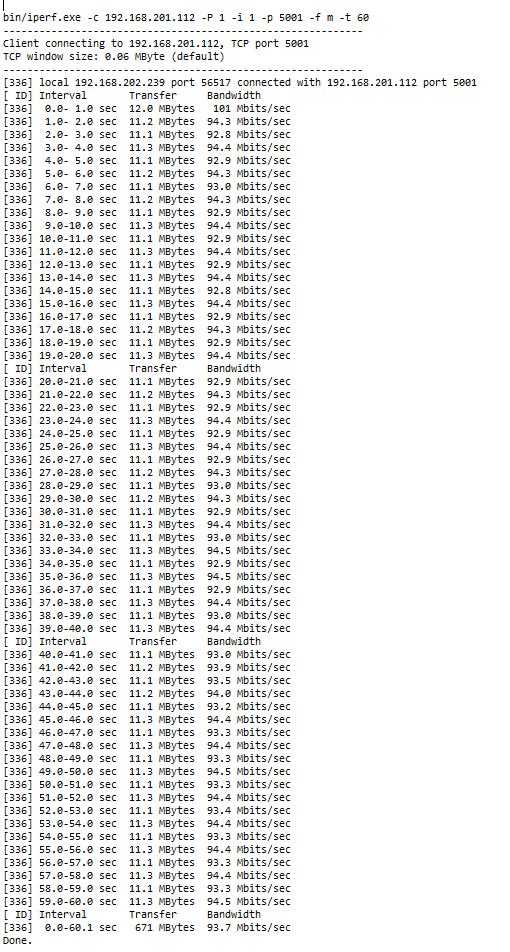 bin/iperf.exe -c 192.168.201.112 -P 1 -i 1 -p 5001 -f m -t 60
------------------------------------------------------------
Client connecting to 192.168.201.112, TCP port 5001
TCP window size: 0.06 MByte (default)
------------------------------------------------------------
[336] local 192.168.202.239 port 56517 connected with 192.168.201.112 port 5001
[ ID] Interval       Transfer     Bandwidth
[336]  0.0- 1.0 sec  12.0 MBytes   101 Mbits/sec
[336]  1.0- 2.0 sec  11.2 MBytes  94.3 Mbits/sec
[336]  2.0- 3.0 sec  11.1 MBytes  92.8 Mbits/sec
[336]  3.0- 4.0 sec  11.3 MBytes  94.4 Mbits/sec
[336]  4.0- 5.0 sec  11.1 MBytes  92.9 Mbits/sec
[336]  5.0- 6.0 sec  11.2 MBytes  94.3 Mbits/sec
[336]  6.0- 7.0 sec  11.1 MBytes  93.0 Mbits/sec
[336]  7.0- 8.0 sec  11.2 MBytes  94.3 Mbits/sec
[336]  8.0- 9.0 sec  11.1 MBytes  92.9 Mbits/sec
[336]  9.0-10.0 sec  11.3 MBytes  94.4 Mbits/sec
[336] 10.0-11.0 sec  11.1 MBytes  92.9 Mbits/sec
[336] 11.0-12.0 sec  11.3 MBytes  94.4 Mbits/sec
[336] 12.0-13.0 sec  11.1 MBytes  92.9 Mbits/sec
[336] 13.0-14.0 sec  11.3 MBytes  94.4 Mbits/sec
[336] 14.0-15.0 sec  11.1 MBytes  92.8 Mbits/sec
[336] 15.0-16.0 sec  11.3 MBytes  94.4 Mbits/sec
[336] 16.0-17.0 sec  11.1 MBytes  92.9 Mbits/sec
[336] 17.0-18.0 sec  11.2 MBytes  94.3 Mbits/sec
[336] 18.0-19.0 sec  11.1 MBytes  92.9 Mbits/sec
[336] 19.0-20.0 sec  11.3 MBytes  94.4 Mbits/sec
[ ID] Interval       Transfer     Bandwidth
[336] 20.0-21.0 sec  11.1 MBytes  92.9 Mbits/sec
[336] 21.0-22.0 sec  11.2 MBytes  94.3 Mbits/sec
[336] 22.0-23.0 sec  11.1 MBytes  92.9 Mbits/sec
[336] 23.0-24.0 sec  11.3 MBytes  94.4 Mbits/sec
[336] 24.0-25.0 sec  11.1 MBytes  92.9 Mbits/sec
[336] 25.0-26.0 sec  11.3 MBytes  94.4 Mbits/sec
[336] 26.0-27.0 sec  11.1 MBytes  92.9 Mbits/sec
[336] 27.0-28.0 sec  11.2 MBytes  94.3 Mbits/sec
[336] 28.0-29.0 sec  11.1 MBytes  93.0 Mbits/sec
[336] 29.0-30.0 sec  11.2 MBytes  94.3 Mbits/sec
[336] 30.0-31.0 sec  11.1 MBytes  92.9 Mbits/sec
[336] 31.0-32.0 sec  11.3 MBytes  94.4 Mbits/sec
[336] 32.0-33.0 sec  11.1 MBytes  93.0 Mbits/sec
[336] 33.0-34.0 sec  11.3 MBytes  94.5 Mbits/sec
[336] 34.0-35.0 sec  11.1 MBytes  92.9 Mbits/sec
[336] 35.0-36.0 sec  11.3 MBytes  94.5 Mbits/sec
[336] 36.0-37.0 sec  11.1 MBytes  92.9 Mbits/sec
[336] 37.0-38.0 sec  11.3 MBytes  94.4 Mbits/sec
[336] 38.0-39.0 sec  11.1 MBytes  93.0 Mbits/sec
[336] 39.0-40.0 sec  11.3 MBytes  94.4 Mbits/sec
[ ID] Interval       Transfer     Bandwidth
[336] 40.0-41.0 sec  11.1 MBytes  93.0 Mbits/sec
[336] 41.0-42.0 sec  11.2 MBytes  93.9 Mbits/sec
[336] 42.0-43.0 sec  11.1 MBytes  93.5 Mbits/sec
[336] 43.0-44.0 sec  11.2 MBytes  94.0 Mbits/sec
[336] 44.0-45.0 sec  11.1 MBytes  93.2 Mbits/sec
[336] 45.0-46.0 sec  11.3 MBytes  94.4 Mbits/sec
[336] 46.0-47.0 sec  11.1 MBytes  93.3 Mbits/sec
[336] 47.0-48.0 sec  11.3 MBytes  94.4 Mbits/sec
[336] 48.0-49.0 sec  11.1 MBytes  93.3 Mbits/sec
[336] 49.0-50.0 sec  11.3 MBytes  94.5 Mbits/sec
[336] 50.0-51.0 sec  11.1 MBytes  93.3 Mbits/sec
[336] 51.0-52.0 sec  11.3 MBytes  94.4 Mbits/sec
[336] 52.0-53.0 sec  11.1 MBytes  93.4 Mbits/sec
[336] 53.0-54.0 sec  11.3 MBytes  94.4 Mbits/sec
[336] 54.0-55.0 sec  11.1 MBytes  93.3 Mbits/sec
[336] 55.0-56.0 sec  11.3 MBytes  94.4 Mbits/sec
[336] 56.0-57.0 sec  11.1 MBytes  93.3 Mbits/sec
[336] 57.0-58.0 sec  11.3 MBytes  94.4 Mbits/sec
[336] 58.0-59.0 sec  11.1 MBytes  93.3 Mbits/sec
[336] 59.0-60.0 sec  11.3 MBytes  94.5 Mbits/sec
[ ID] Interval       Transfer     Bandwidth
[336]  0.0-60.1 sec   671 MBytes  93.7 Mbits/sec
Done.